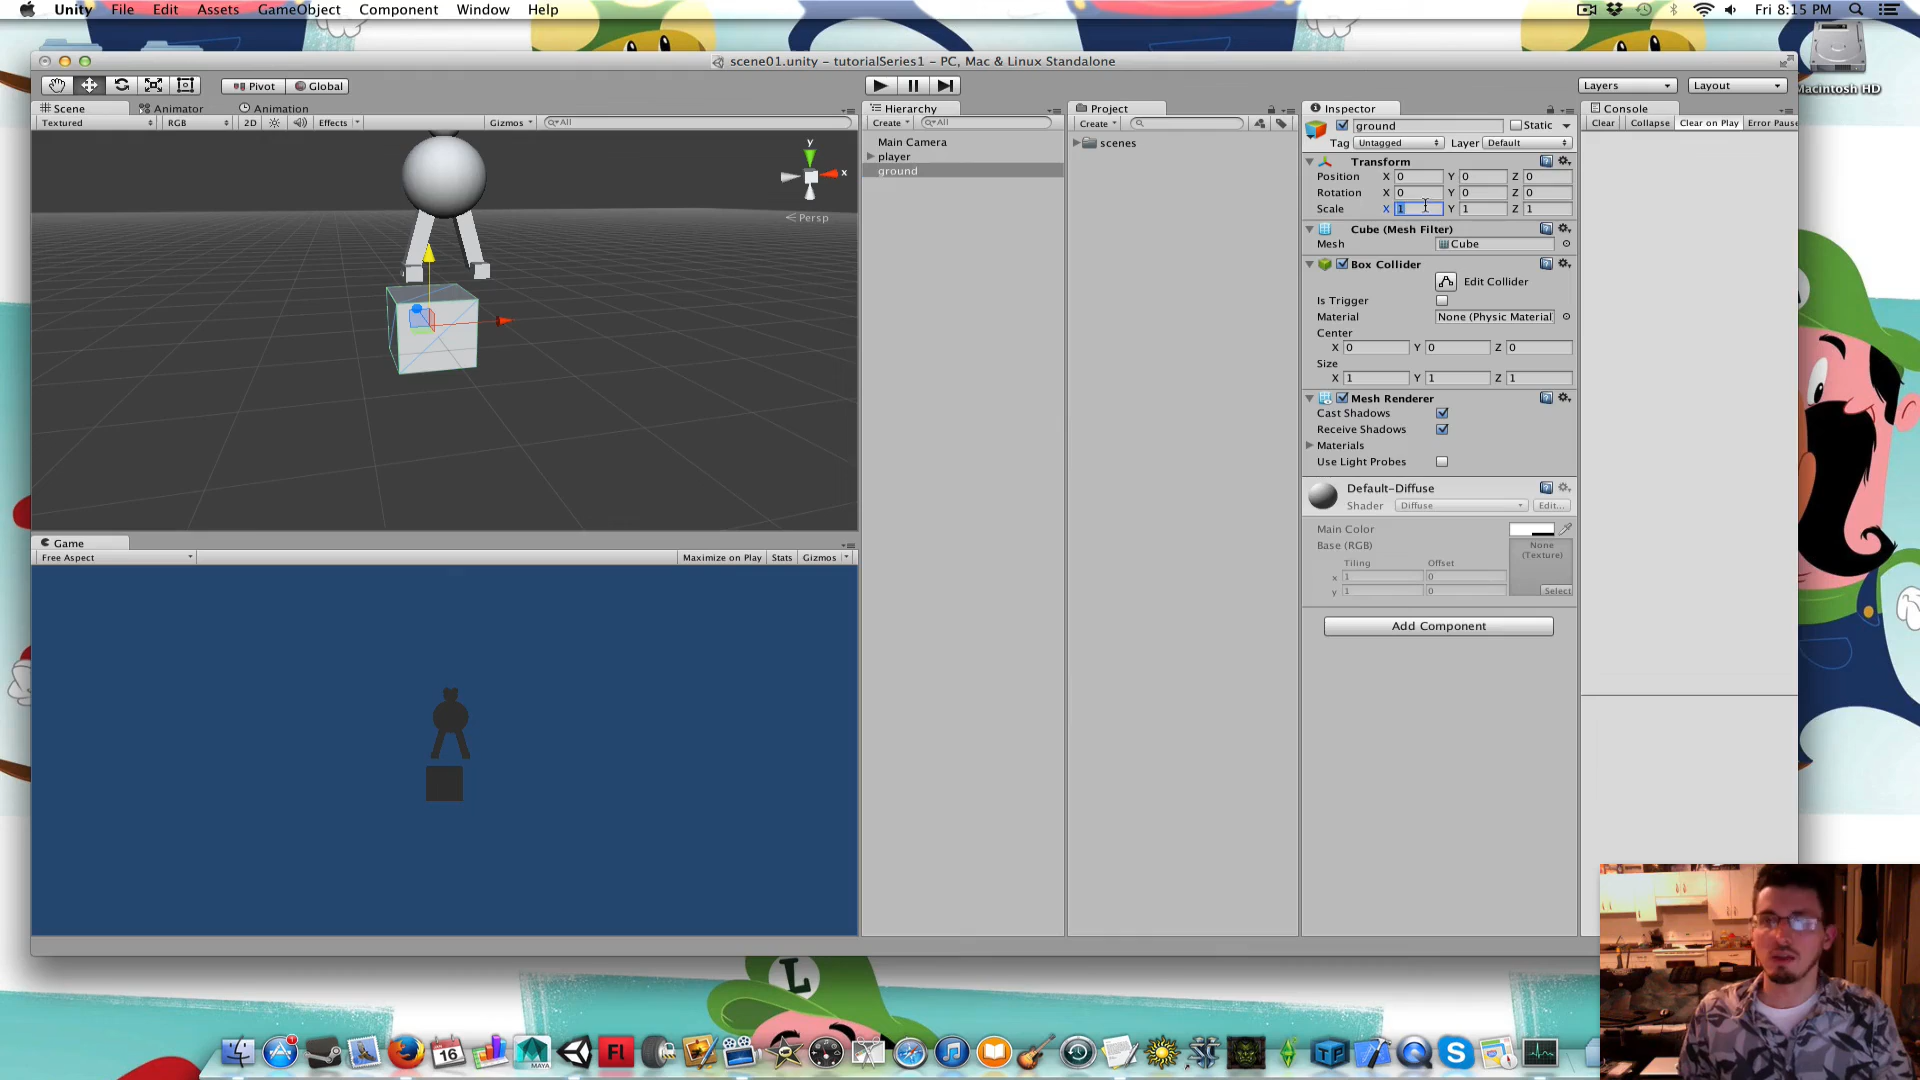 Unity File Edit Assets GameObject Component Window Help
Fri 8:15 PM
scene01.unity - tutorialSeries1 - PC, Mac & Linux Standalone
Macintosh HD
Pivot Global
Layers Layout
Scene Animator Animation
Hierarchy
Project
Inspector
Console
Textured RGB 2D Effects Gizmos All
Create All
Create
Clear Collapse Clear on Play Error Pause
ground Static
Tag Untagged Layer Default
Main Camera
player
ground
scenes
y
x
Persp
Transform
Position X 0 Y 0 Z 0
Rotation X 0 Y 0 Z 0
Scale X 1 Y 1 Z 1
Cube (Mesh Filter)
Mesh Cube
Box Collider
Edit Collider
Is Trigger
Material None (Physic Material
Center
X 0 Y 0 Z 0
Size
X 1 Y 1 Z 1
Mesh Renderer
Cast Shadows
Receive Shadows
Materials
Use Light Probes
Default-Diffuse
Shader Diffuse Edit...
Main Color
Base (RGB) None
(Texture)
Tiling Offset
x 1 0
y 1 0
Select
Add Component
Game
Free Aspect Maximize on Play Stats Gizmos
L
16
MAYA
Fl
TP
S